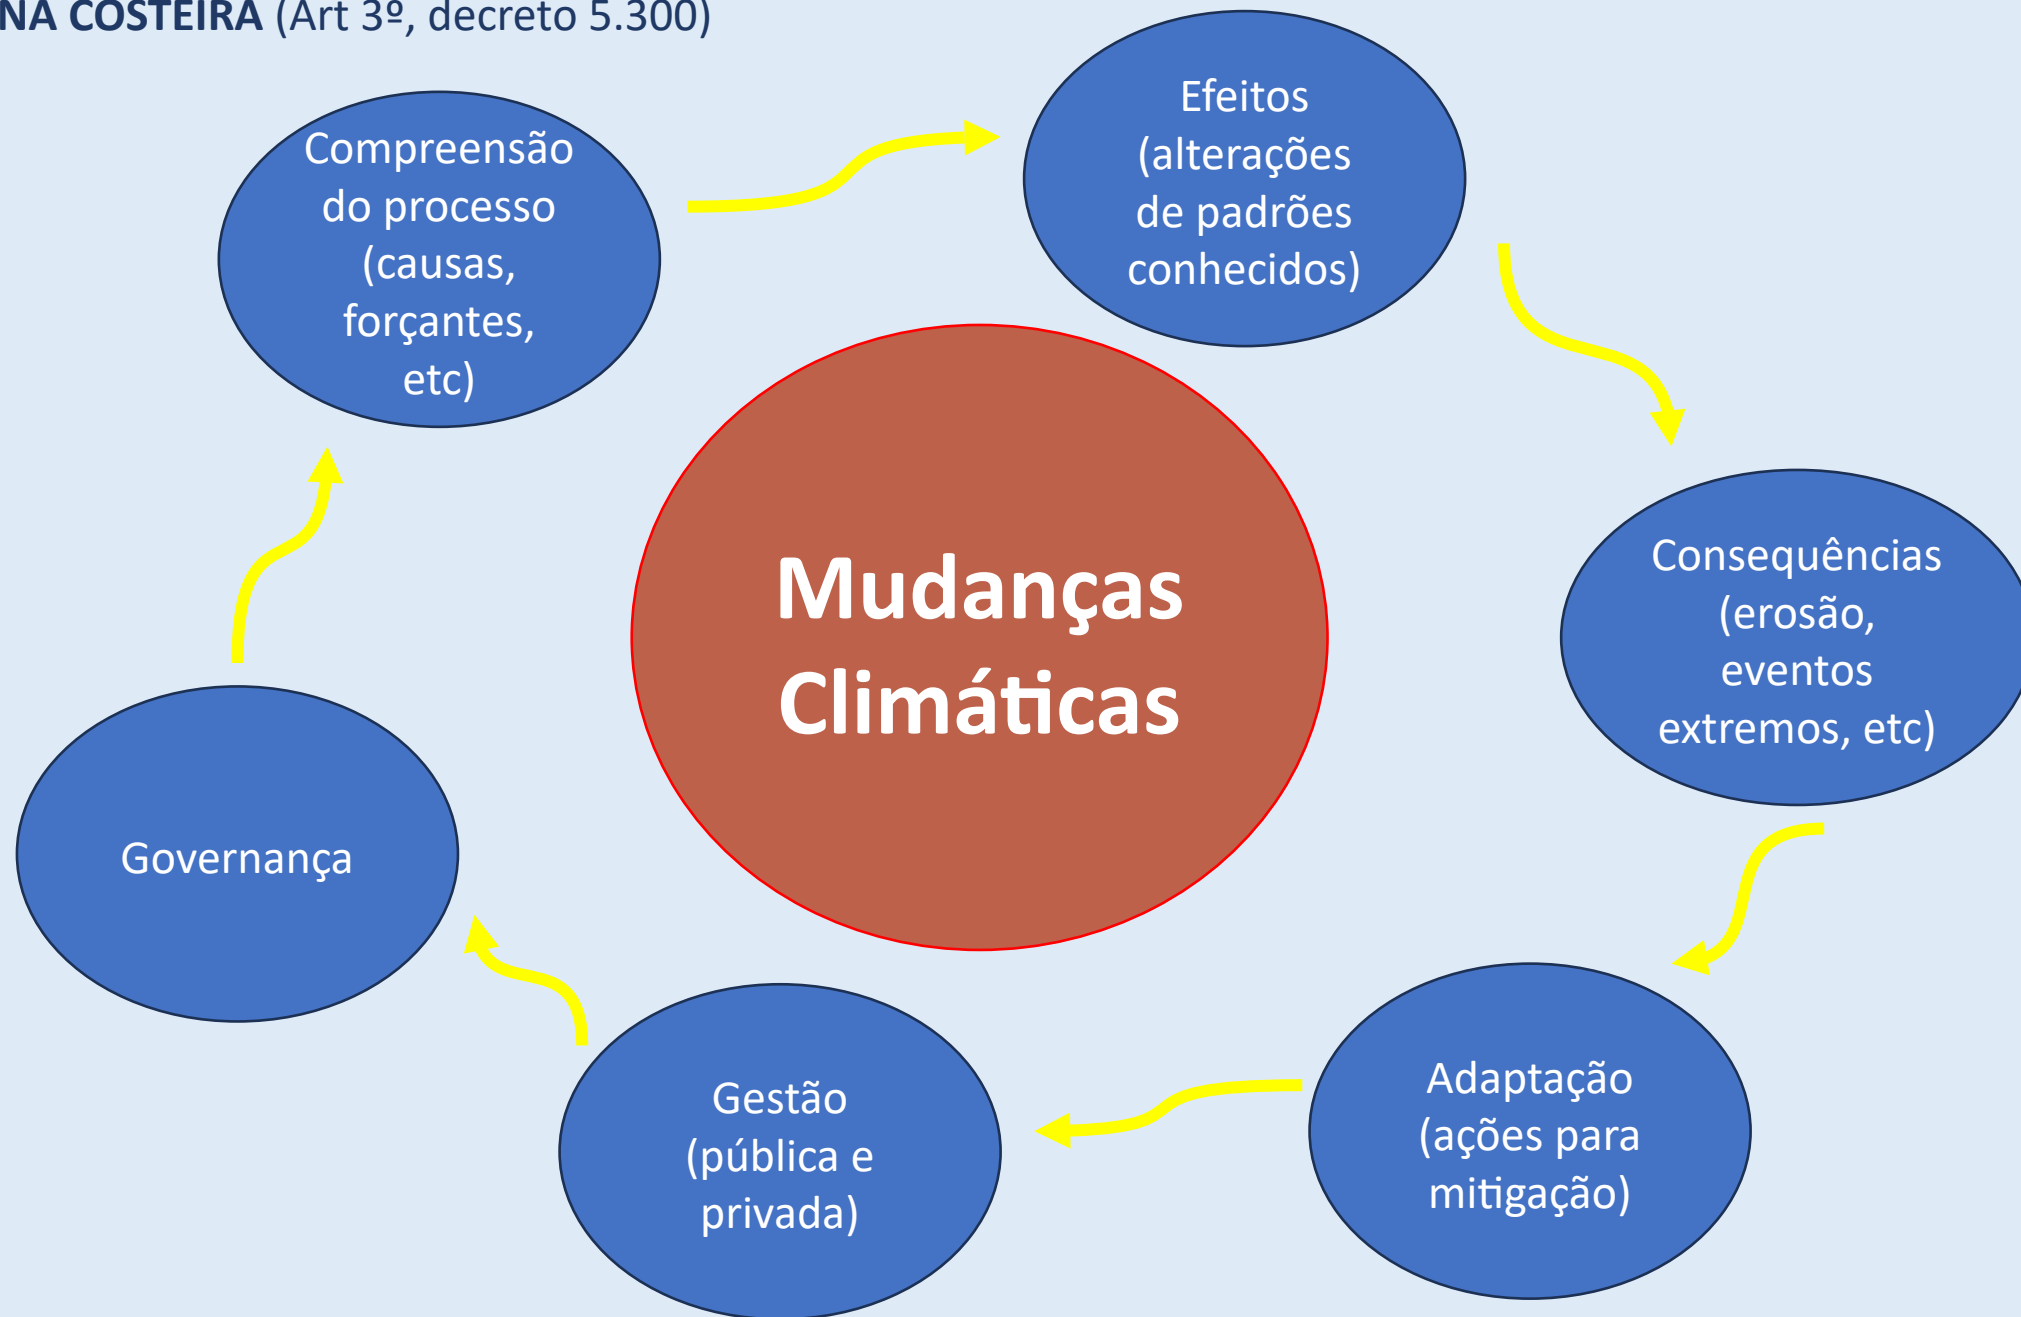 NA COSTEIRA (Art 3º, decreto 5.300)
Compreensão
do processo
(causas,
forçantes,
etc)
Efeitos
(alterações
de padrões
conhecidos)
Consequências
(erosão,
eventos
extremos, etc)
Adaptação
(ações para
mitigação)
Gestão
(pública e
privada)
Governança
Mudanças
Climáticas